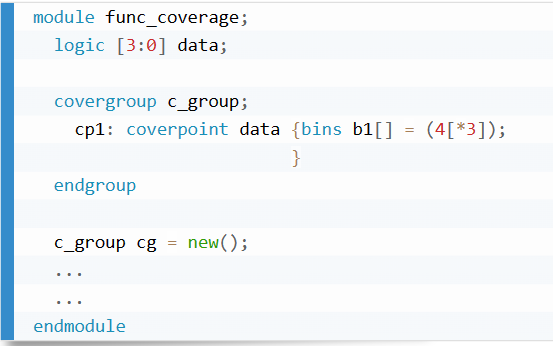 module func_coverage;
logic [3:0] data;
covergroup c_group;
cp1: coverpoint data {bins b1[] = (4[*3]);
}
endgroup
c_group cg = new();
...
...
endmodule